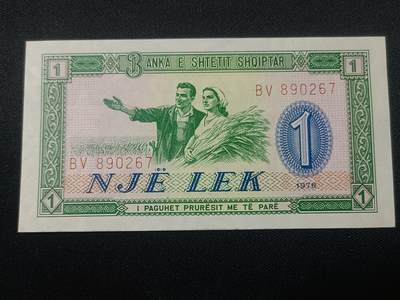 1 BANKA E SHTETIT SHQIPTAR 1
BV 890267
BV 890267
1
NJË LEK
1976
1 I PAGUHET PRURËSIT ME TË PARË 1